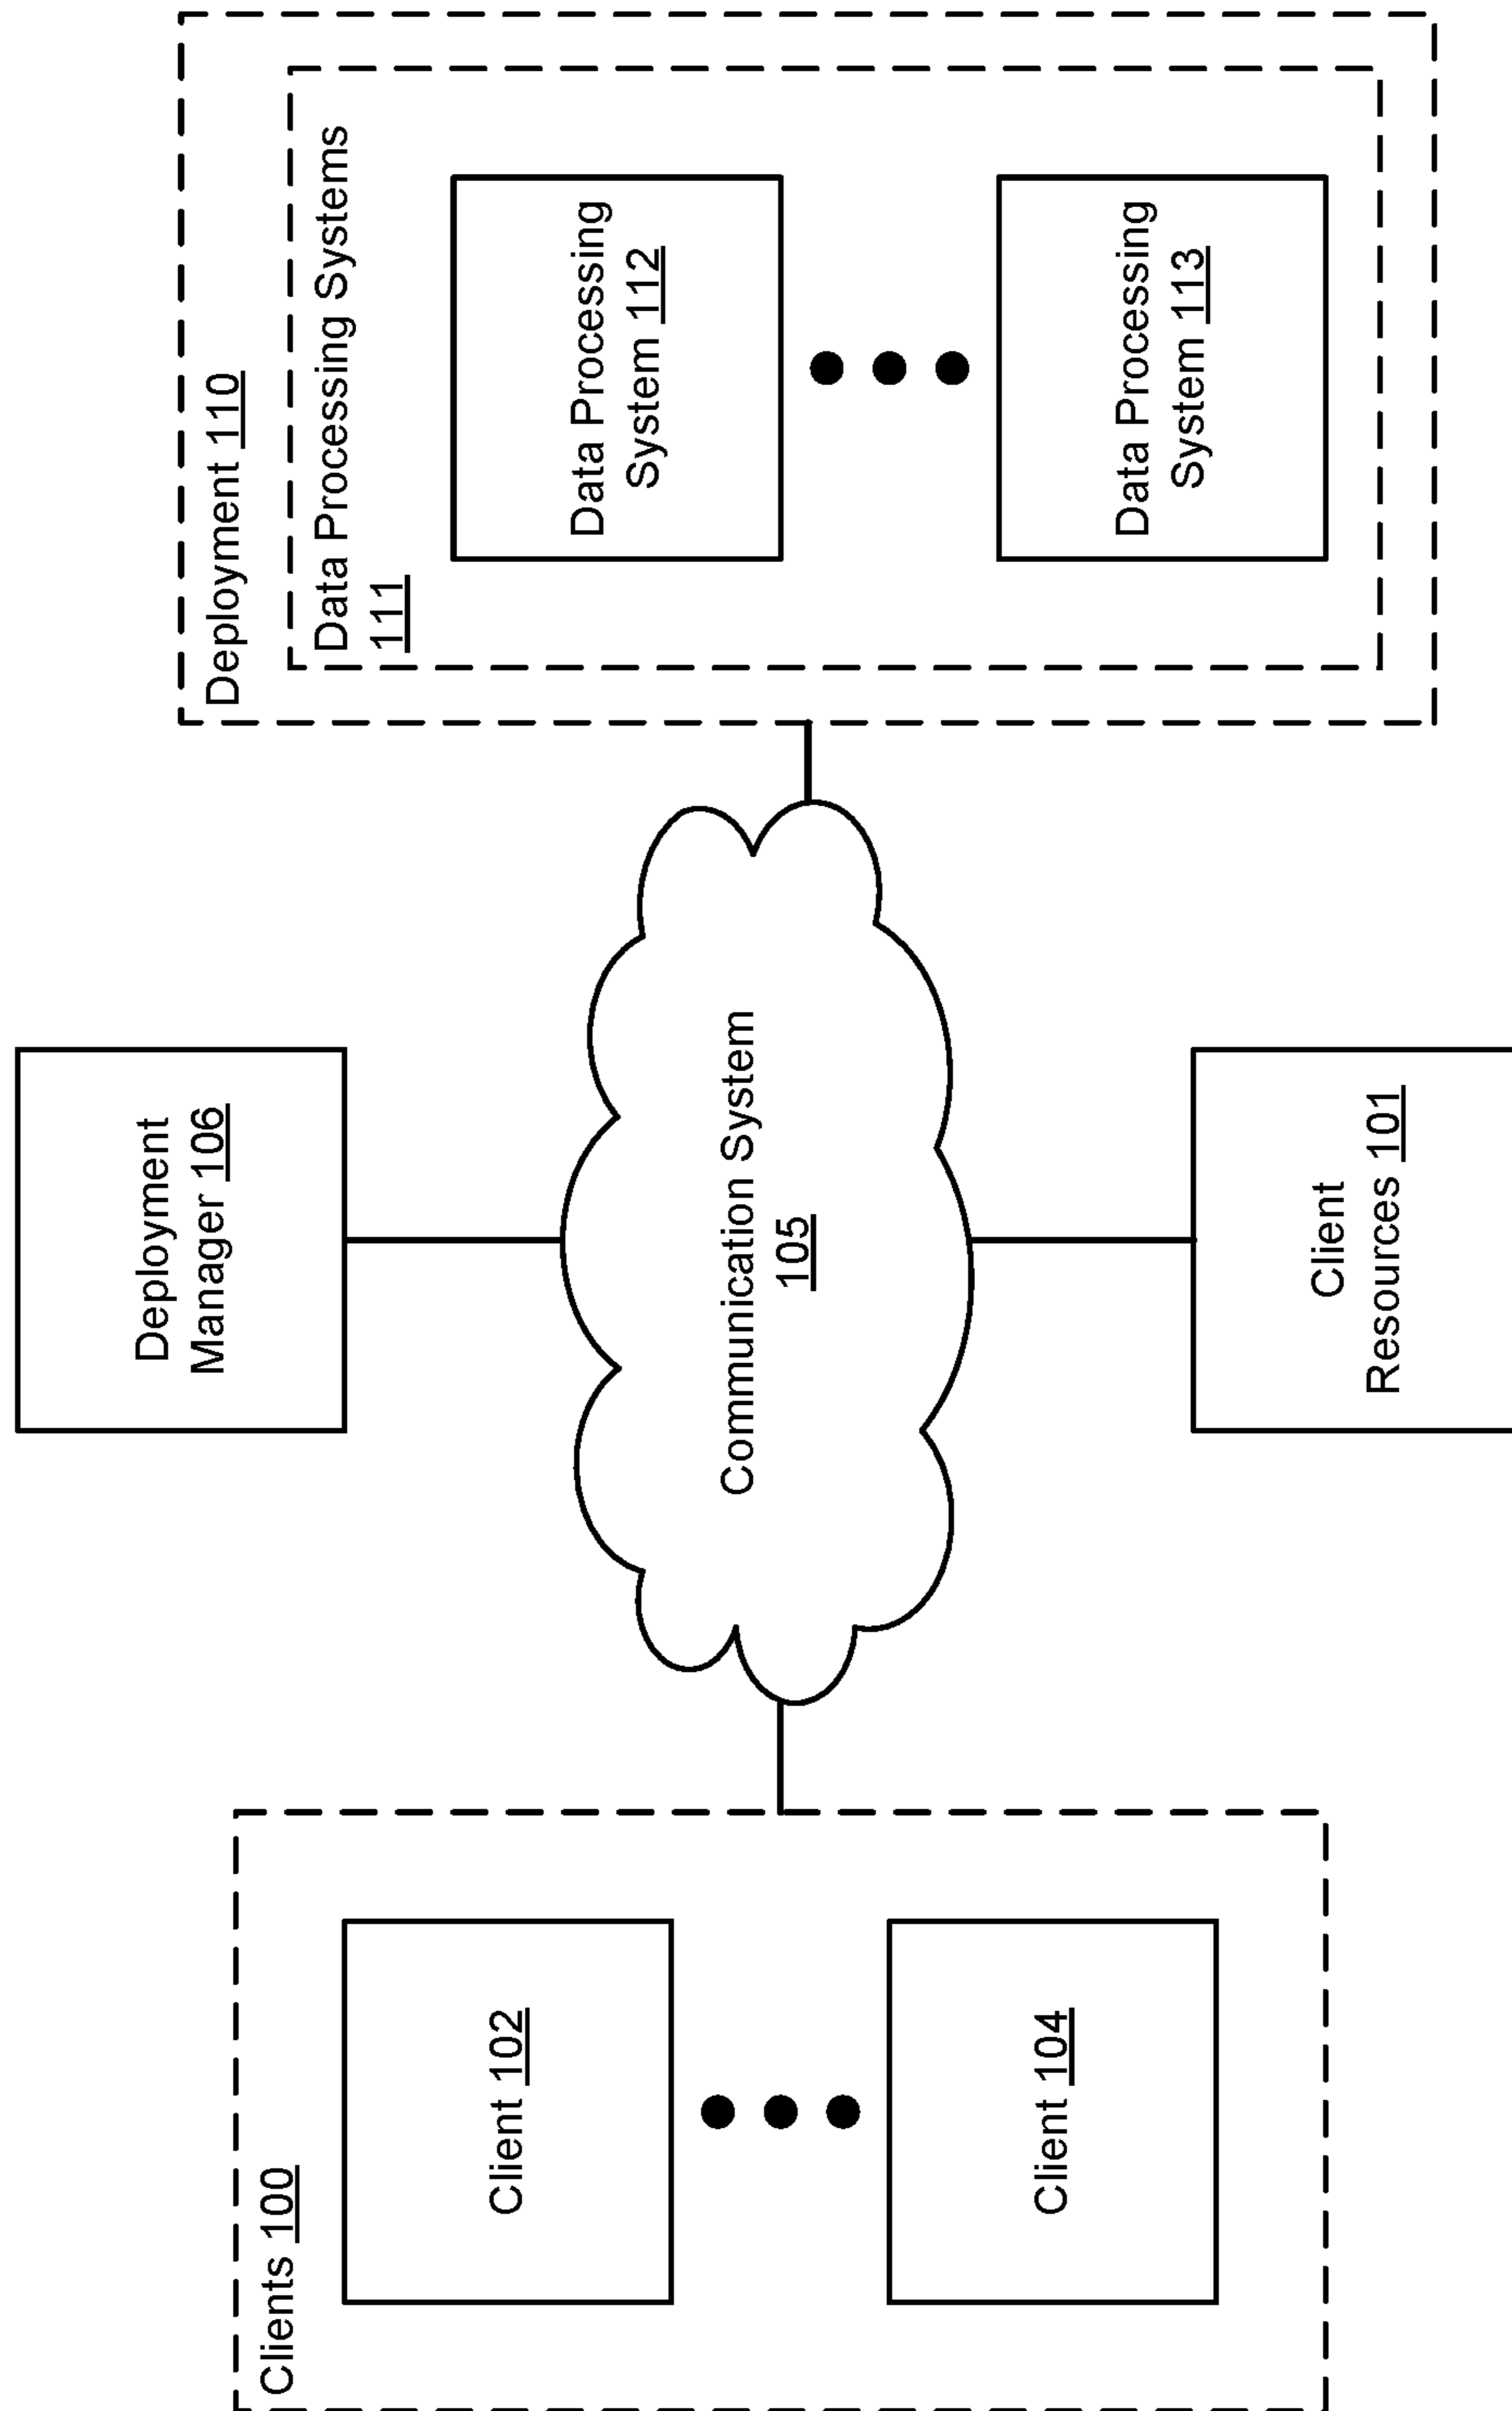 Clients 100
Client 102
Client 104
Deployment
Manager 106
Communication System
105
Client
Resources 101
Deployment 110
Data Processing Systems
111
Data Processing
System 112
Data Processing
System 113